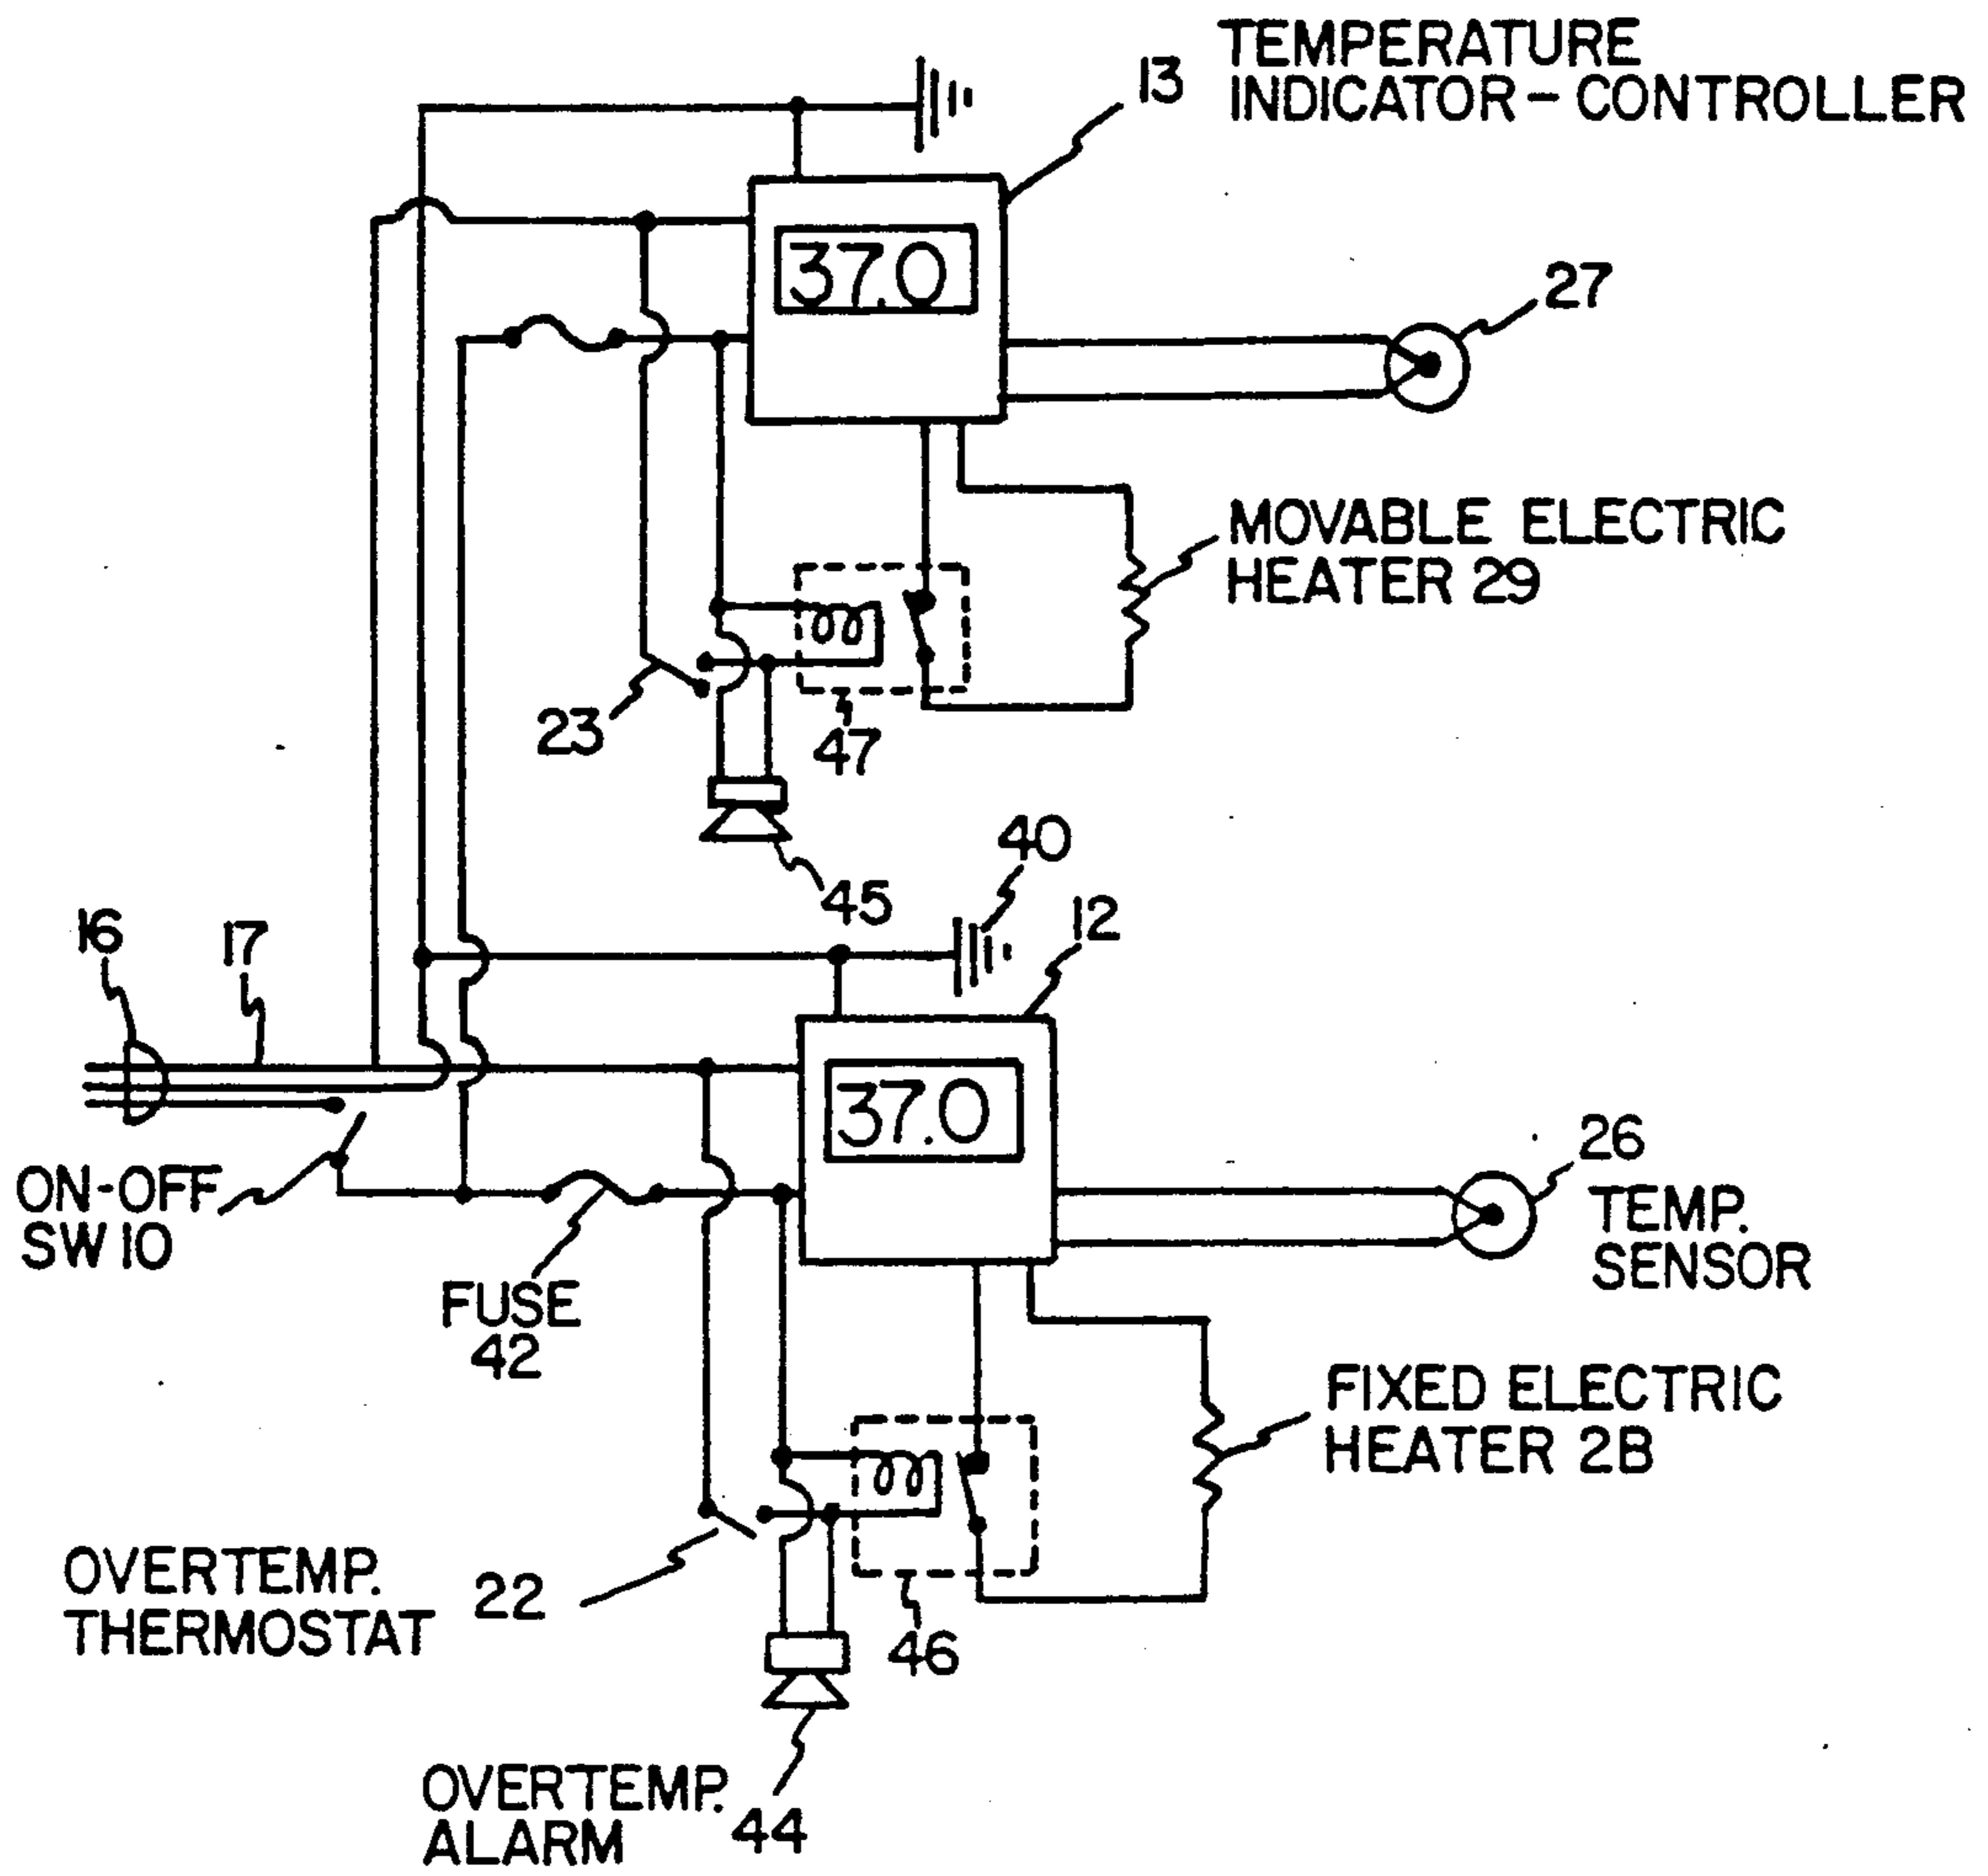 TEMPERATURE
INDICATOR-CONTROLLER
13
37.0
27
MOVABLE ELECTRIC
HEATER 29
23
47
45
40
12
16
17
37.0
26
TEMP.
SENSOR
ON-OFF
SW 10
FUSE
42
FIXED ELECTRIC
HEATER 2B
OVERTEMP.
THERMOSTAT
22
46
OVERTEMP.
ALARM
44